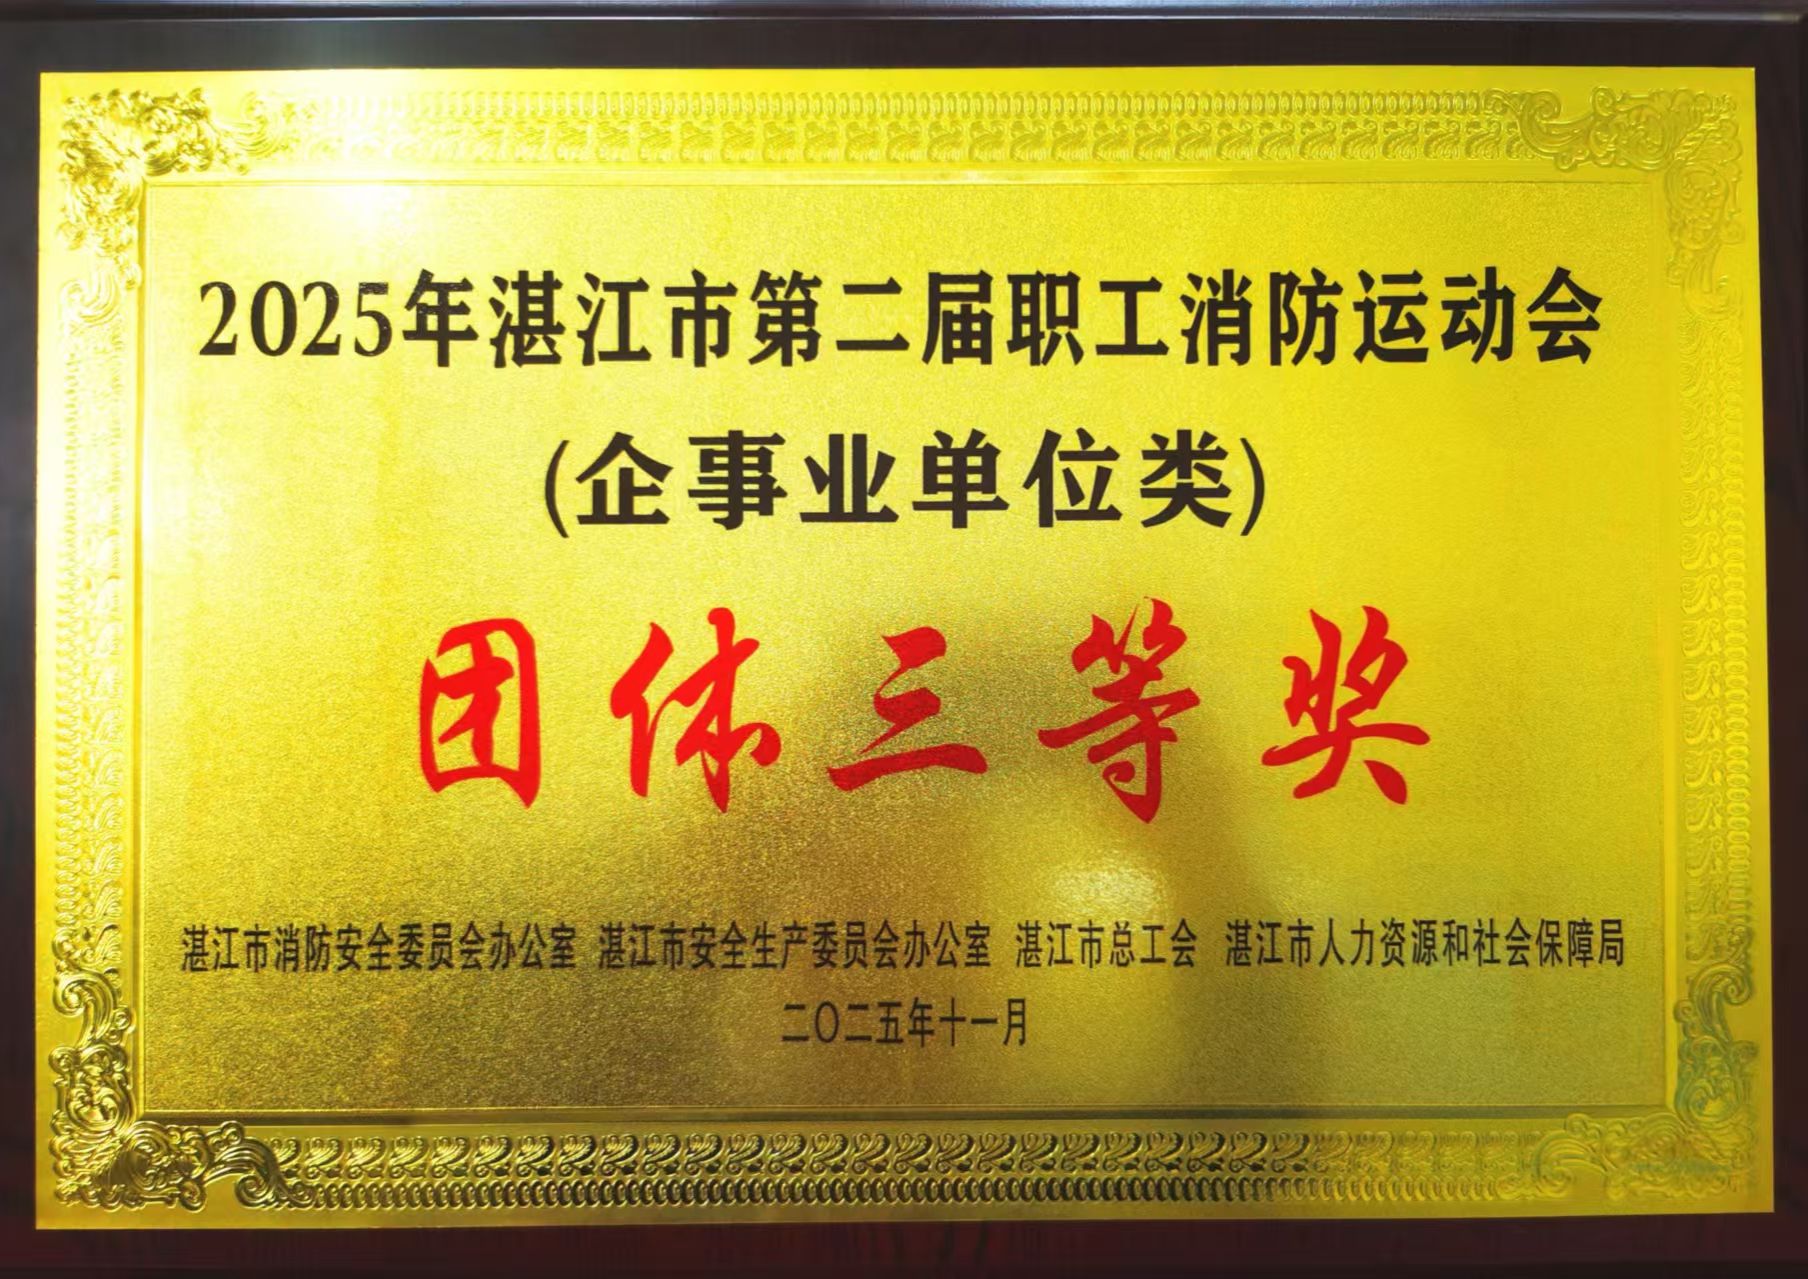 2025年湛江市第二届职工消防运动会
(企事业单位类)
团体三等奖
湛江市消防安全委员会办公室 湛江市安全生产委员会办公室 湛江市总工会 湛江市人力资源和社会保障局
二〇二五年十一月